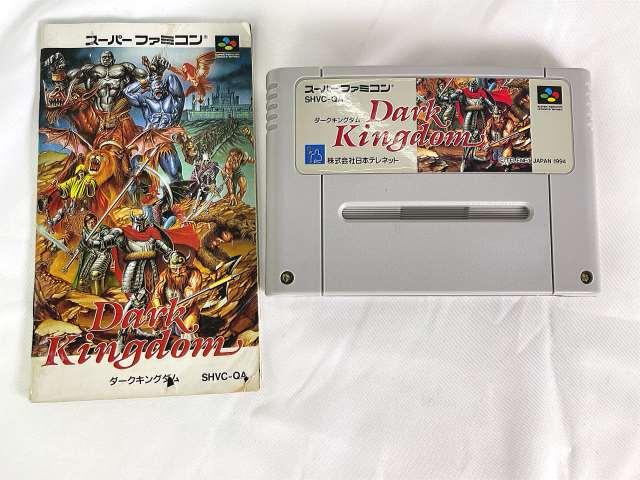 スーパーファミコン
Dark
Kingdom
ダークキングダム
SHVC-QA
スーパーファミコン
SHVC-QA
Dark
ダークキングダム
Kingdom
株式会社日本テレネット
JAPAN 1994